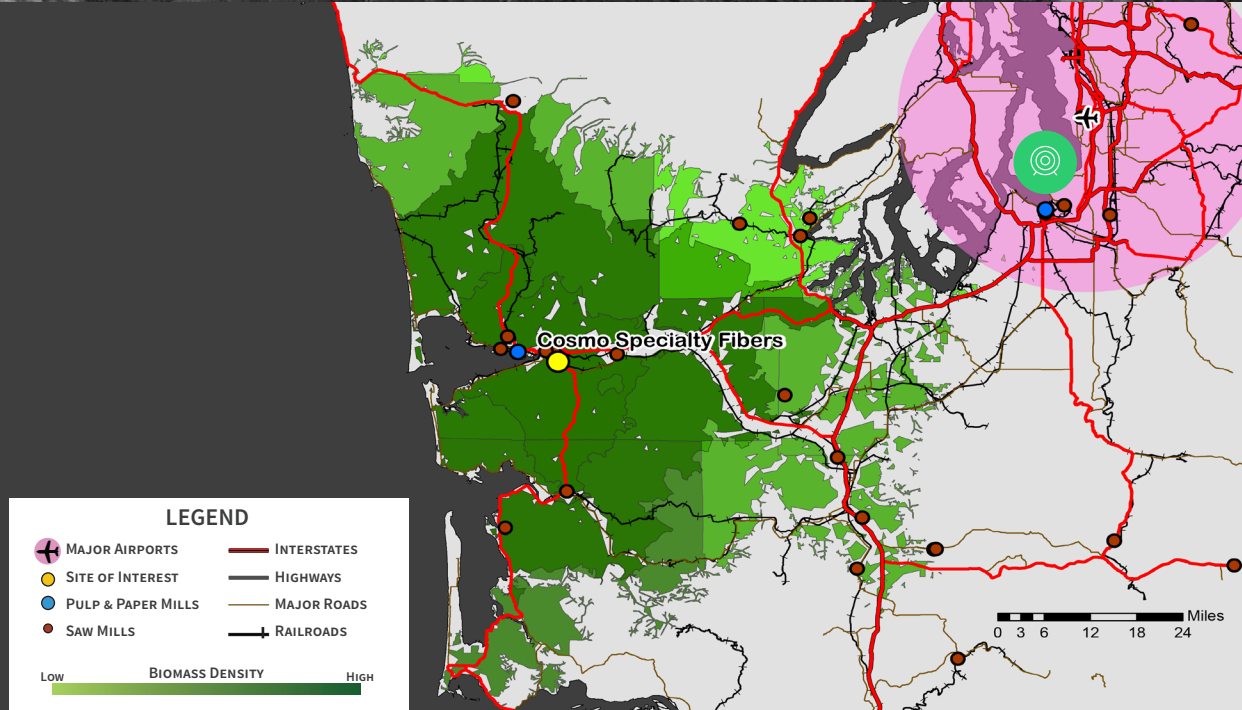 Cosmo Specialty Fibers
LEGEND
MAJOR AIRPORTS
INTERSTATES
SITE OF INTEREST
HIGHWAYS
PULP & PAPER MILLS
MAJOR ROADS
SAW MILLS
RAILROADS
LOW
BIOMASS DENSITY
HIGH
Miles
0 3 6 12 18 24